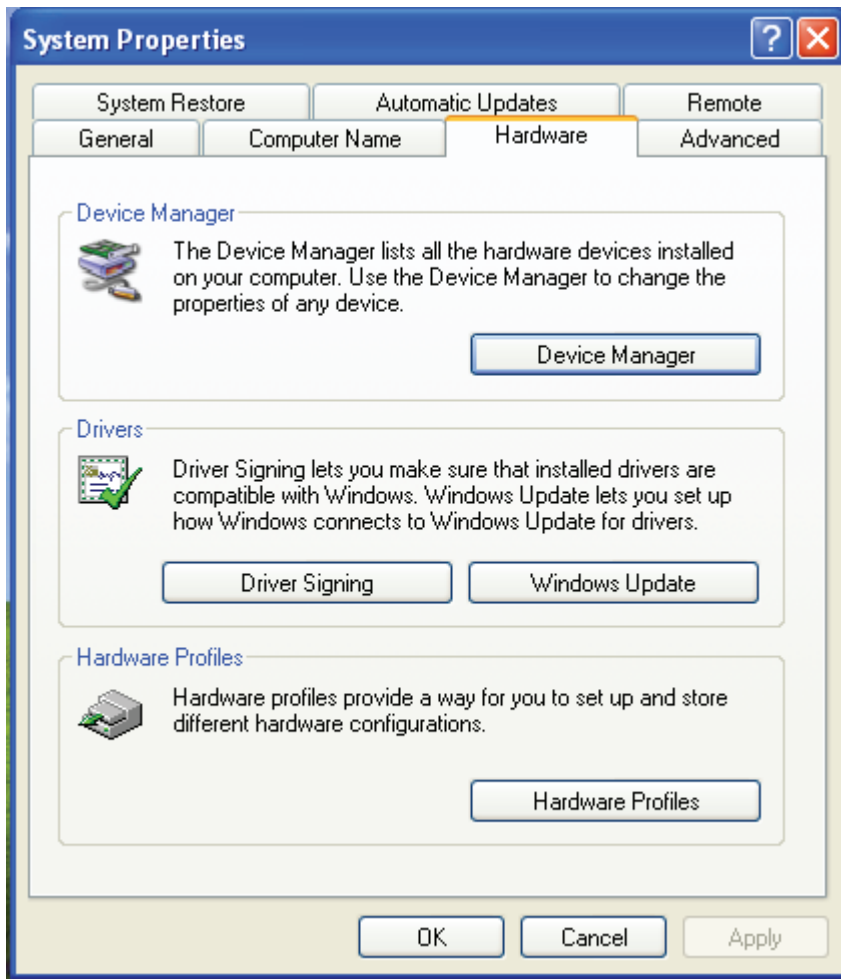 System Properties
System Restore Automatic Updates Remote
General Computer Name Hardware Advanced
Device Manager
The Device Manager lists all the hardware devices installed
on your computer. Use the Device Manager to change the
properties of any device.
Device Manager
Drivers
Driver Signing lets you make sure that installed drivers are
compatible with Windows. Windows Update lets you set up
how Windows connects to Windows Update for drivers.
Driver Signing Windows Update
Hardware Profiles
Hardware profiles provide a way for you to set up and store
different hardware configurations.
Hardware Profiles
OK Cancel Apply